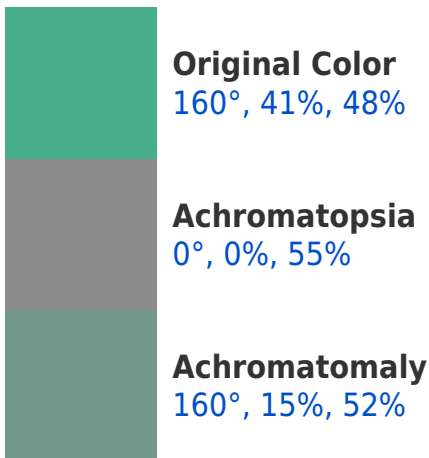 Original Color
160°, 41%, 48%
Achromatopsia
0°, 0%, 55%
Achromatomaly
160°, 15%, 52%